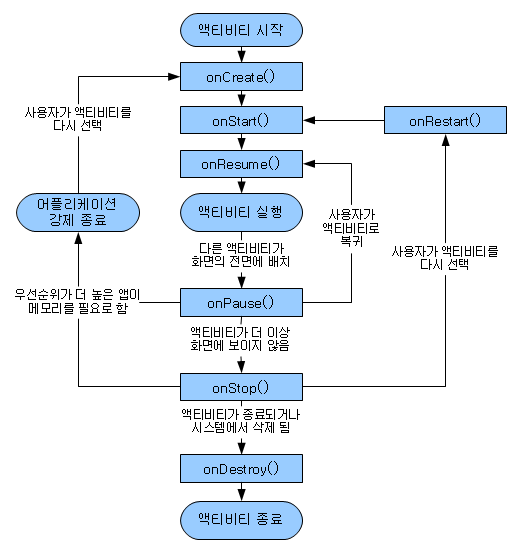 액티비티 시작
onCreate()
사용자가 액티비티를
다시 선택
onStart()
onRestart()
onResume()
어플리케이션
강제 종료
액티비티 실행
사용자가
액티비티로
복귀
다른 액티비티가
화면의 전면에 배치
사용자가 액티비티를
다시 선택
우선순위가 더 높은 앱이
메모리를 필요로 함
onPause()
액티비티가 더 이상
화면에 보이지 않음
onStop()
액티비티가 종료되거나
시스템에서 삭제 됨
onDestroy()
액티비티 종료